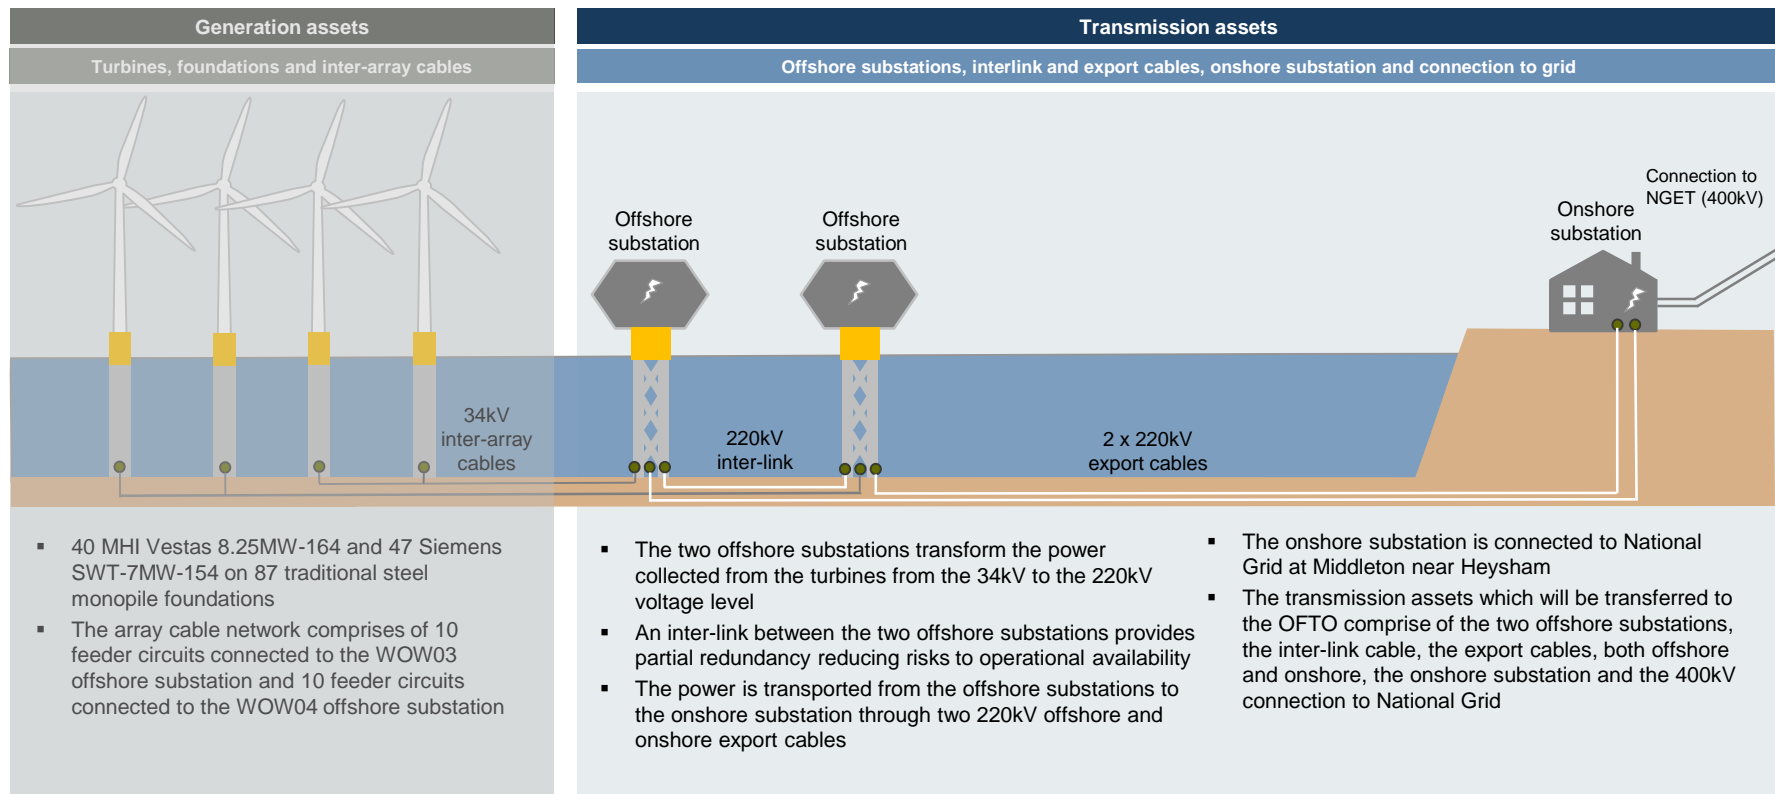 Generation assets
Turbines, foundations and inter-array cables
Transmission assets
Offshore substations, interlink and export cables, onshore substation and connection to grid
Offshore
substation
Offshore
substation
Onshore
substation
Connection to
NGET (400kV)
34kV
inter-array
cables
220kV
inter-link
2 x 220kV
export cables
▪ 40 MHI Vestas 8.25MW-164 and 47 Siemens
SWT-7MW-154 on 87 traditional steel
monopile foundations
▪ The array cable network comprises of 10
feeder circuits connected to the WOW03
offshore substation and 10 feeder circuits
connected to the WOW04 offshore substation
▪ The two offshore substations transform the power
collected from the turbines from the 34kV to the 220kV
voltage level
▪ An inter-link between the two offshore substations provides
partial redundancy reducing risks to operational availability
▪ The power is transported from the offshore substations to
the onshore substation through two 220kV offshore and
onshore export cables
▪ The onshore substation is connected to National
Grid at Middleton near Heysham
▪ The transmission assets which will be transferred to
the OFTO comprise of the two offshore substations,
the inter-link cable, the export cables, both offshore
and onshore, the onshore substation and the 400kV
connection to National Grid